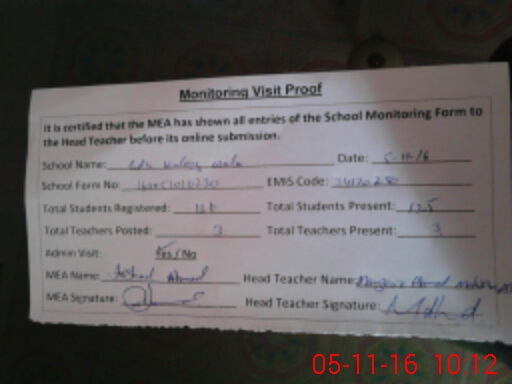 Monitoring Visit Proof
It is certified that the MEA has shown all entries of the School Monitoring Form to
the Head Teacher before its online submission.
School Name: Date: 5-11-16
School Form No: EMIS Code:
Total Students Registered: Total Students Present: 125
Total Teachers Posted: 3 Total Teachers Present: 3
Admin Visit: Yes / No
MEA Name: Ahmed Head Teacher Name:
MEA Signature: Head Teacher Signature:
05-11-16 10:12